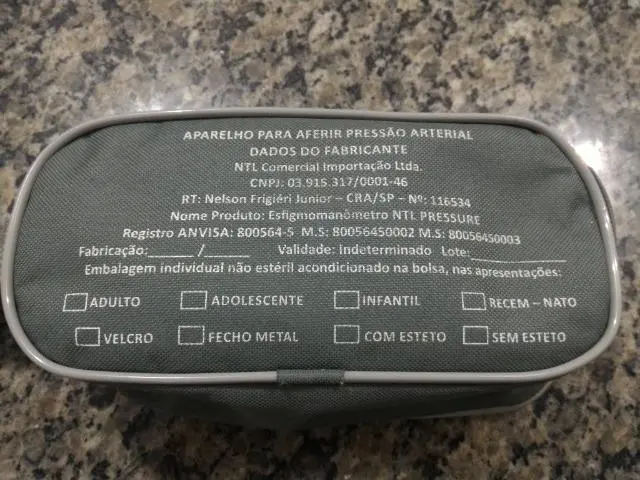 APARELHO PARA AFERIR PRESSÃO ARTERIAL
DADOS DO FABRICANTE
NTL Comercial Importação Ltda.
CNPJ: 03.915.317/0001-46
RT: Nelson Frigiéri Junior – CRA/SP – Nº: 116534
Nome Produto: Esfigmomanômetro NTL PRESSURE
Registro ANVISA: 800564-5 M.S: 80056450002 M.S: 80056450003
Fabricação:______ /______ Validade: Indeterminado Lote:____________
Embalagem individual não estéril acondicionado na bolsa, nas apresentações:
ADULTO ADOLESCENTE INFANTIL RECEM – NATO
VELCRO FECHO METAL COM ESTETO SEM ESTETO